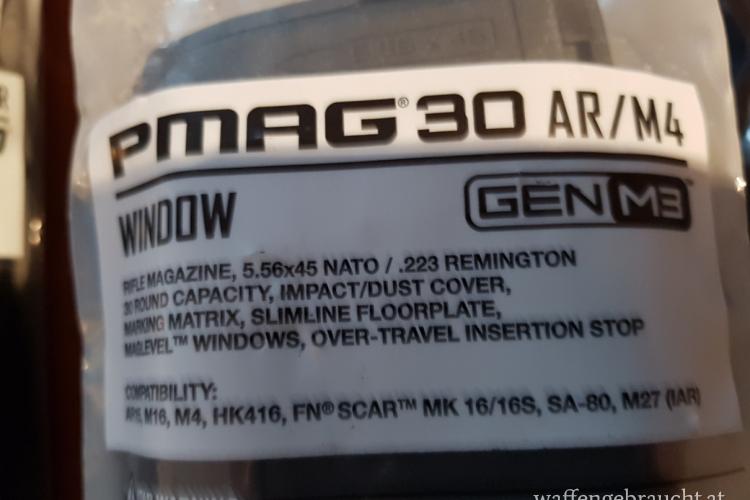 PMAG® 30 AR/M4
WINDOW
GEN M3™
RIFLE MAGAZINE, 5.56x45 NATO / .223 REMINGTON
30 ROUND CAPACITY, IMPACT/DUST COVER,
MARKING MATRIX, SLIMLINE FLOORPLATE,
MAGLEVEL™ WINDOWS, OVER-TRAVEL INSERTION STOP
COMPATIBILITY:
M16, M4, HK416, FN® SCAR™ MK 16/16S, SA-80, M27 (IAR)
waffengebraucht.at